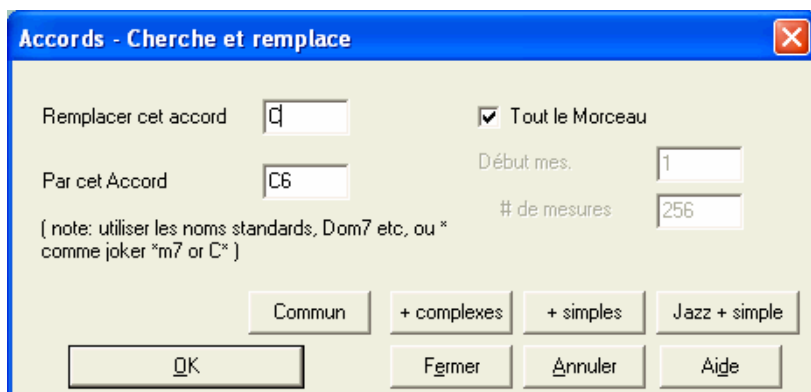 Accords - Cherche et remplace
Remplacer cet accord C
Tout le Morceau
Début mes. 1
Par cet Accord C6
# de mesures 256
( note: utiliser les noms standards, Dom7 etc, ou *
comme joker *m7 or C* )
Commun + complexes + simples Jazz + simple
OK Fermer Annuler Aide